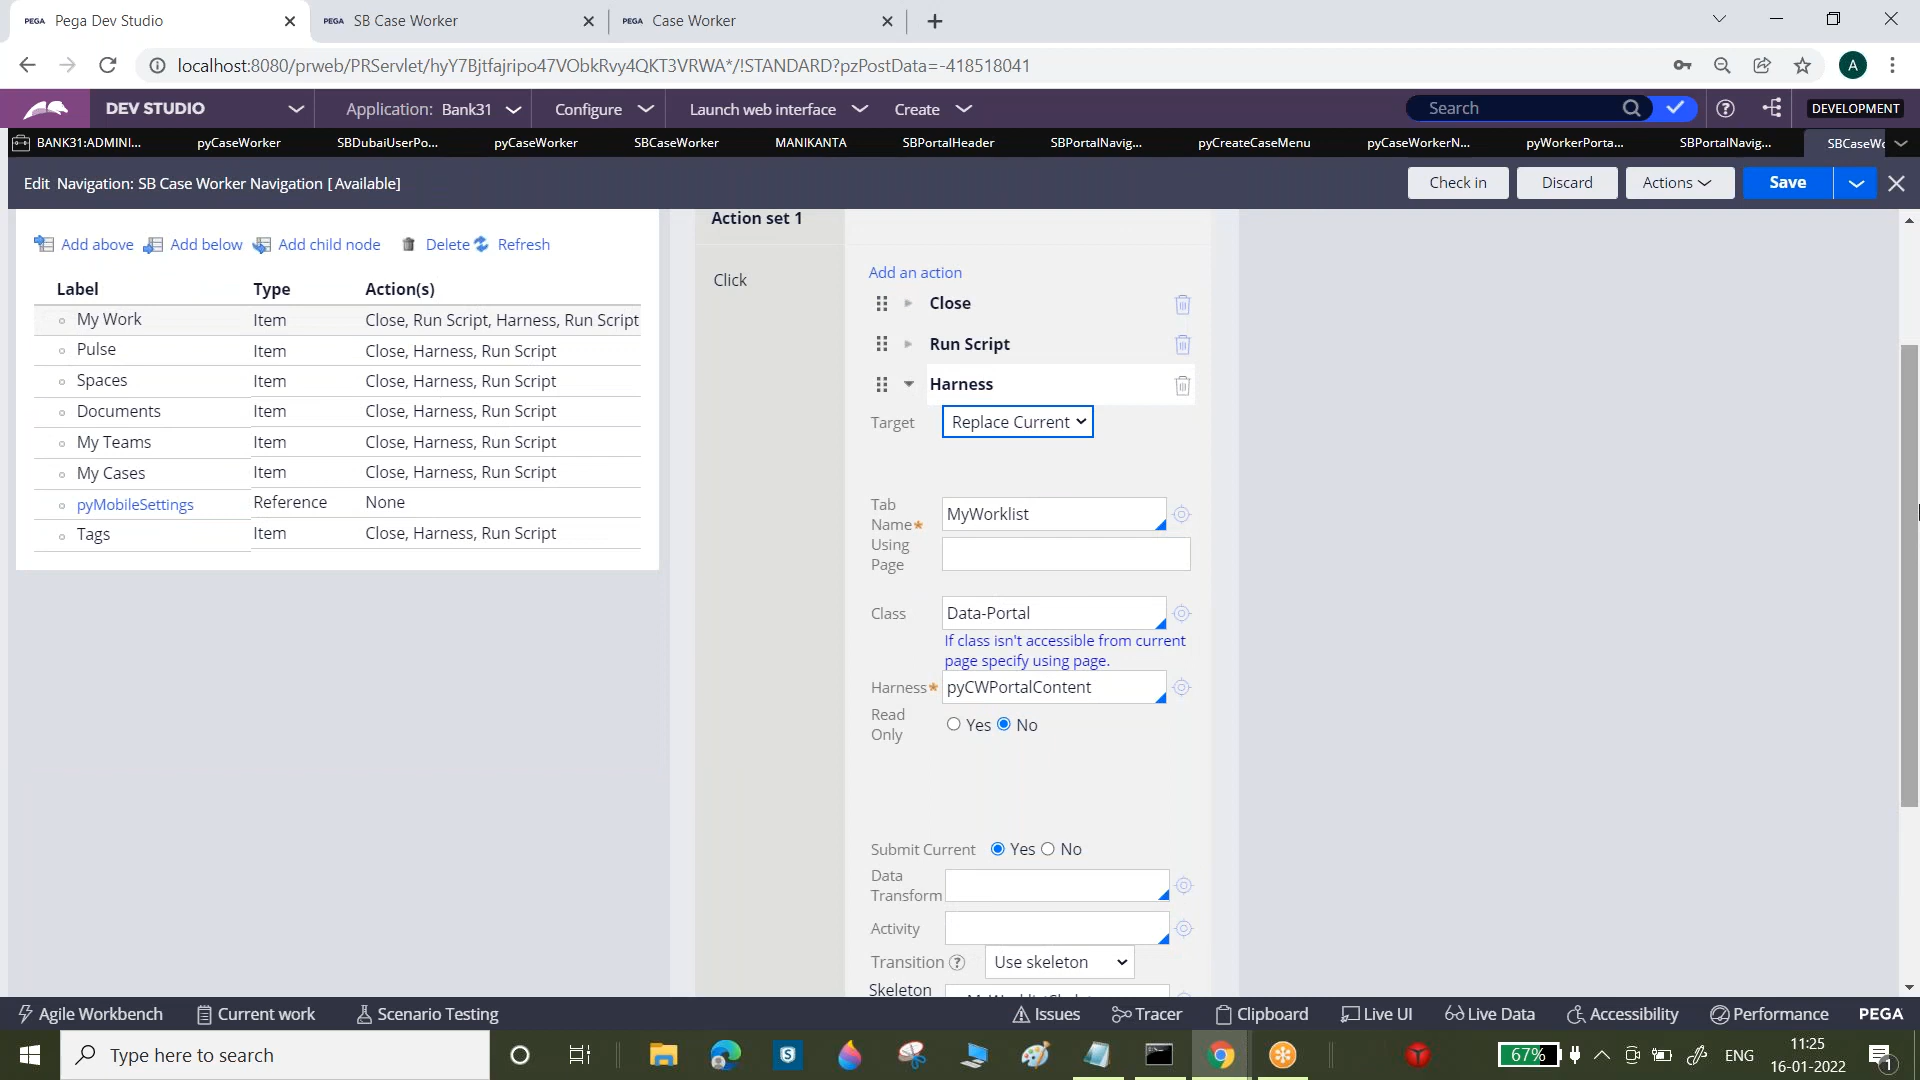 PEGA Pega Dev Studio
PEGA SB Case Worker
PEGA Case Worker
localhost:8080/prweb/PRServlet/hyY7Bjtfajripo47VObkRvy4QKT3VRWA*/!STANDARD?pzPostData=-418518041
A
DEV STUDIO
Application: Bank31
Configure
Launch web interface
Create
Search
DEVELOPMENT
BANK31:ADMINI...
pyCaseWorker
SBDubaiUserPo...
pyCaseWorker
SBCaseWorker
MANIKANTA
SBPortalHeader
SBPortalNavig...
pyCreateCaseMenu
pyCaseWorkerN...
pyWorkerPorta...
SBPortalNavig...
SBCaseWo
Edit Navigation: SB Case Worker Navigation [ Available]
Check in
Discard
Actions
Save
Add above
Add below
Add child node
Delete
Refresh
Label Type Action(s)
My Work Item Close, Run Script, Harness, Run Script
Pulse Item Close, Harness, Run Script
Spaces Item Close, Harness, Run Script
Documents Item Close, Harness, Run Script
My Teams Item Close, Harness, Run Script
My Cases Item Close, Harness, Run Script
pyMobileSettings Reference None
Tags Item Close, Harness, Run Script
Action set 1
Click
Add an action
Close
Run Script
Harness
Target Replace Current
Tab
Name* MyWorklist
Using
Page
Class Data-Portal
If class isn't accessible from current
page specify using page.
Harness* pyCWPortalContent
Read
Only Yes No
Submit Current Yes No
Data
Transform
Activity
Transition ? Use skeleton
Skeleton
Agile Workbench
Current work
Scenario Testing
Issues
Tracer
Clipboard
Live UI
Live Data
Accessibility
Performance
PEGA
Type here to search
67%
ENG
11:25
16-01-2022
1